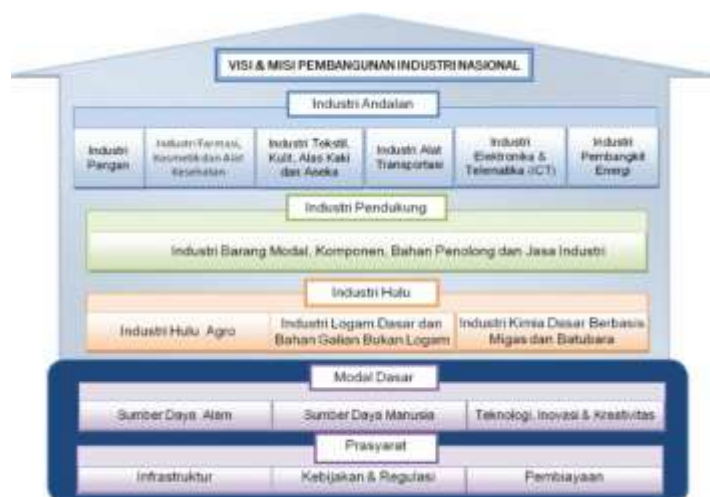 VISI & MISI PEMBANGUNAN INDUSTRI NASIONAL
Industri Andalan
Industri
Pangan
Industri Farmasi,
Kosmetik dan Alat
Kesehatan
Industri Tekstil,
Kulit, Alas Kaki
dan Aneka
Industri Alat
Transportasi
Industri
Elektronika &
Telematika (ICT)
Industri
Pembangkit
Energi
Industri Pendukung
Industri Barang Modal, Komponen, Bahan Penolong dan Jasa Industri
Industri Hulu
Industri Hulu Agro
Industri Logam Dasar dan
Bahan Galian Bukan Logam
Industri Kimia Dasar Berbasis
Migas dan Batubara
Modal Dasar
Sumber Daya Alam
Sumber Daya Manusia
Teknologi, Inovasi & Kreativitas
Prasyarat
Infrastruktur
Kebijakan & Regulasi
Pembiayaan